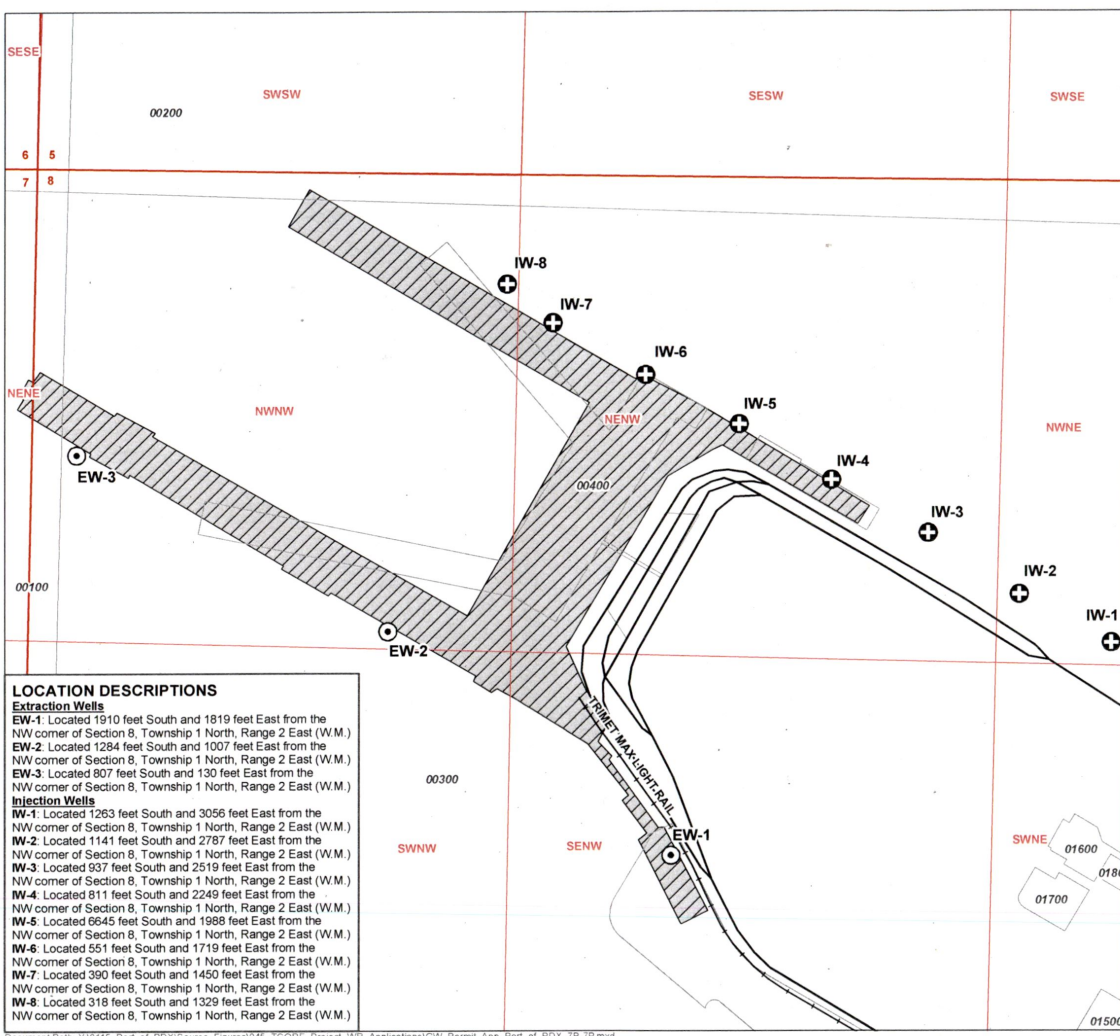 SESE
SWSW
SESW
SWSE
00200
6 5
7 8
IW-8
IW-7
IW-6
IW-5
IW-4
IW-3
IW-2
IW-1
NENE
NWNW
NENW
NWNE
EW-3
00400
00100
EW-2
TRIMET MAX LIGHT RAIL
00300
EW-1
SWNW
SENW
SWNE
01600
0180
01700
01500
LOCATION DESCRIPTIONS
Extraction Wells
EW-1: Located 1910 feet South and 1819 feet East from the
NW corner of Section 8, Township 1 North, Range 2 East (W.M.)
EW-2: Located 1284 feet South and 1007 feet East from the
NW corner of Section 8, Township 1 North, Range 2 East (W.M.)
EW-3: Located 807 feet South and 130 feet East from the
NW corner of Section 8, Township 1 North, Range 2 East (W.M.)
Injection Wells
IW-1: Located 1263 feet South and 3056 feet East from the
NW corner of Section 8, Township 1 North, Range 2 East (W.M.)
IW-2: Located 1141 feet South and 2787 feet East from the
NW corner of Section 8, Township 1 North, Range 2 East (W.M.)
IW-3: Located 937 feet South and 2519 feet East from the
NW corner of Section 8, Township 1 North, Range 2 East (W.M.)
IW-4: Located 811 feet South and 2249 feet East from the
NW corner of Section 8, Township 1 North, Range 2 East (W.M.)
IW-5: Located 6645 feet South and 1988 feet East from the
NW corner of Section 8, Township 1 North, Range 2 East (W.M.)
IW-6: Located 551 feet South and 1719 feet East from the
NW corner of Section 8, Township 1 North, Range 2 East (W.M.)
IW-7: Located 390 feet South and 1450 feet East from the
NW corner of Section 8, Township 1 North, Range 2 East (W.M.)
IW-8: Located 318 feet South and 1329 feet East from the
NW corner of Section 8, Township 1 North, Range 2 East (W.M.)